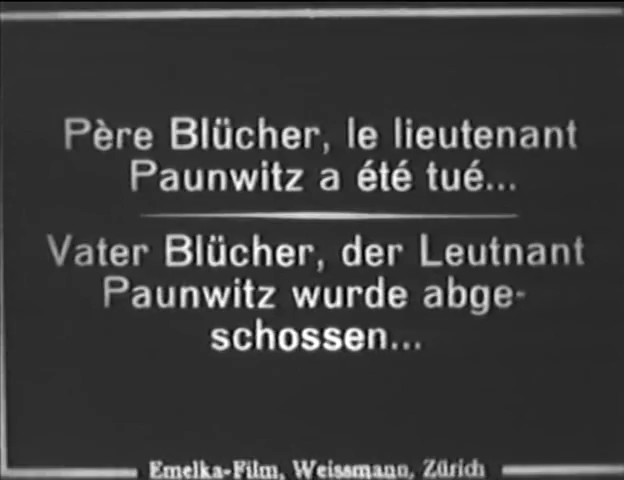 Père Blücher, le lieutenant
Paunwitz a été tué...
Vater Blücher, der Leutnant
Paunwitz wurde abge-
schossen...
Emelka-Film, Weissmann, Zürich